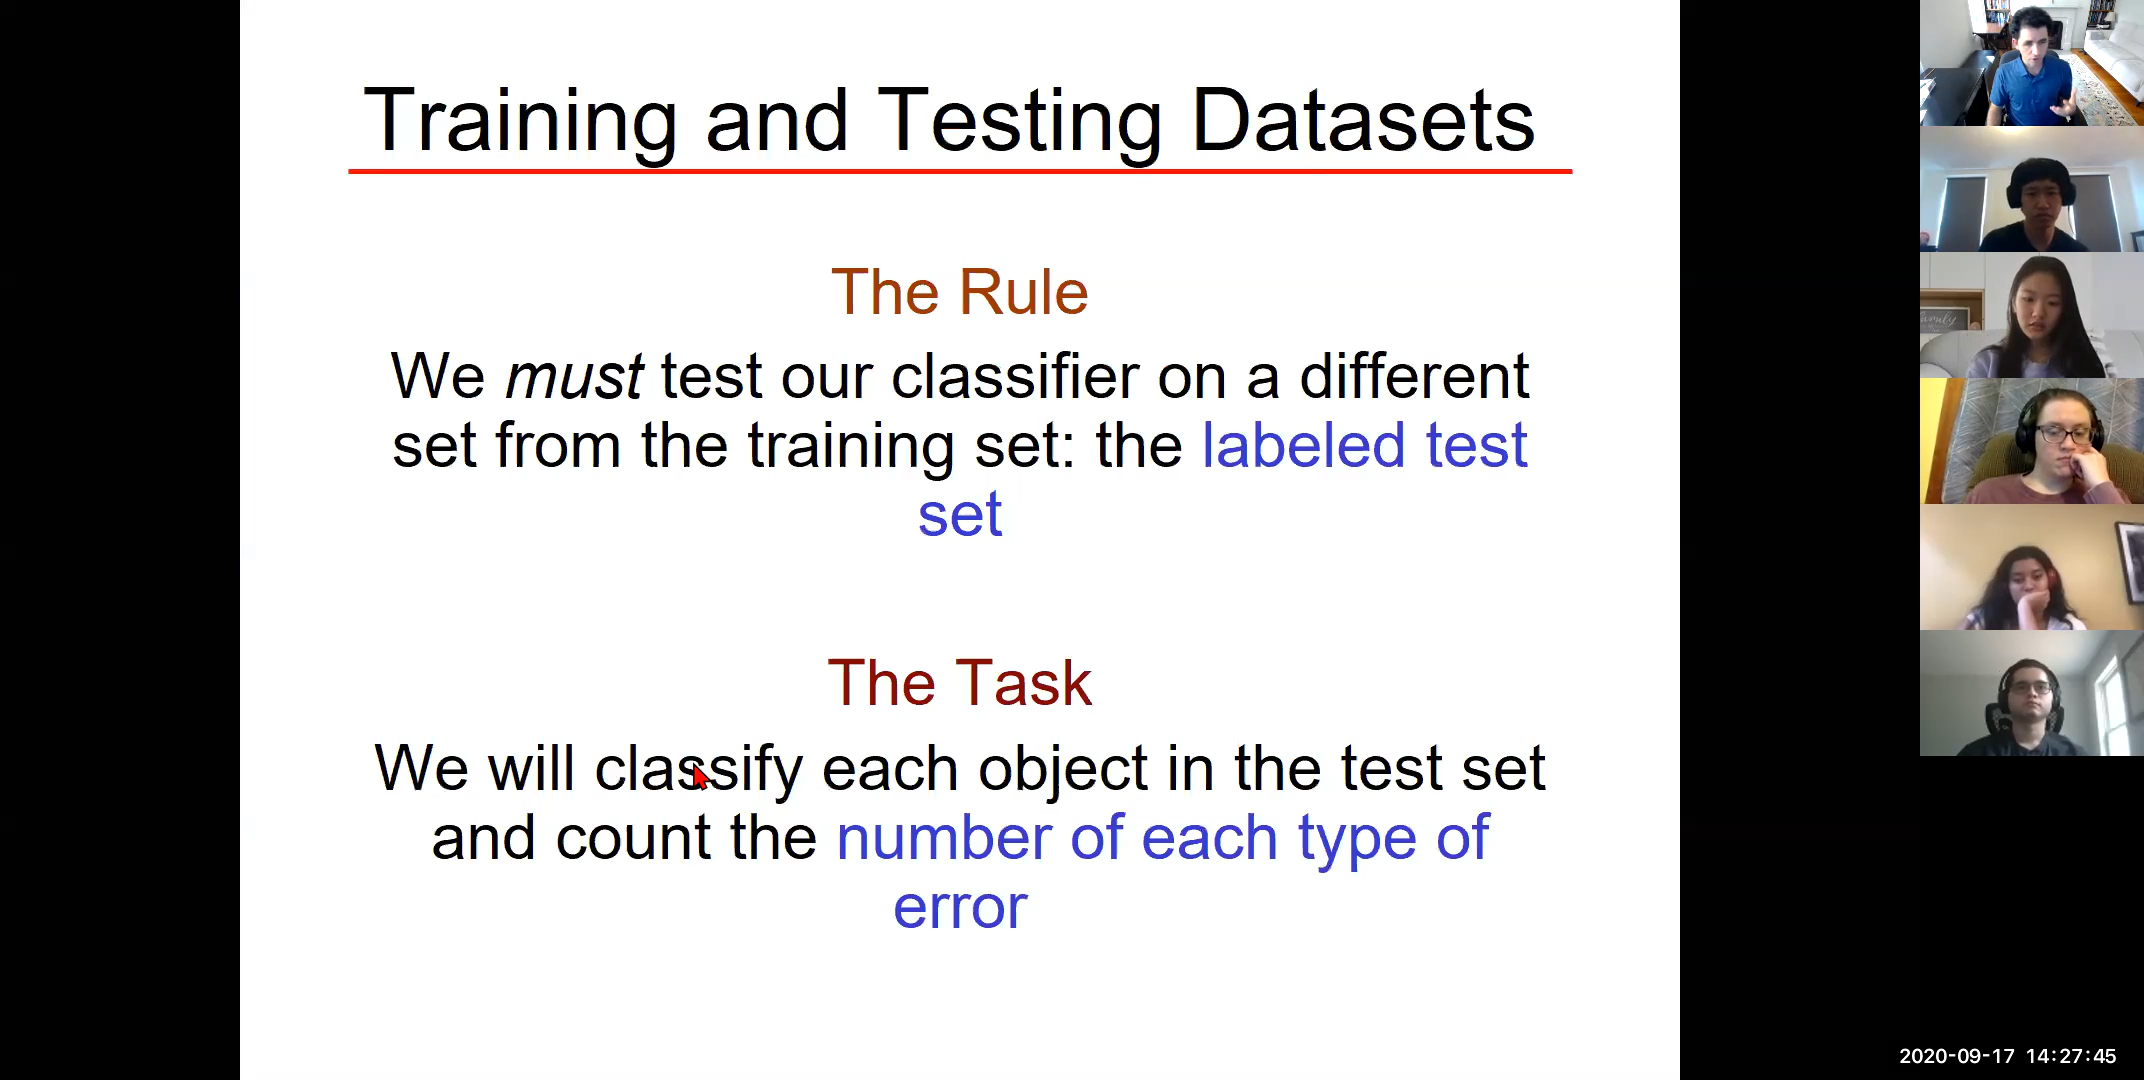 Training and Testing Datasets
The Rule
We must test our classifier on a different
set from the training set: the labeled test
set
The Task
We will classify each object in the test set
and count the number of each type of
error
family
2020-09-17 14:27:45